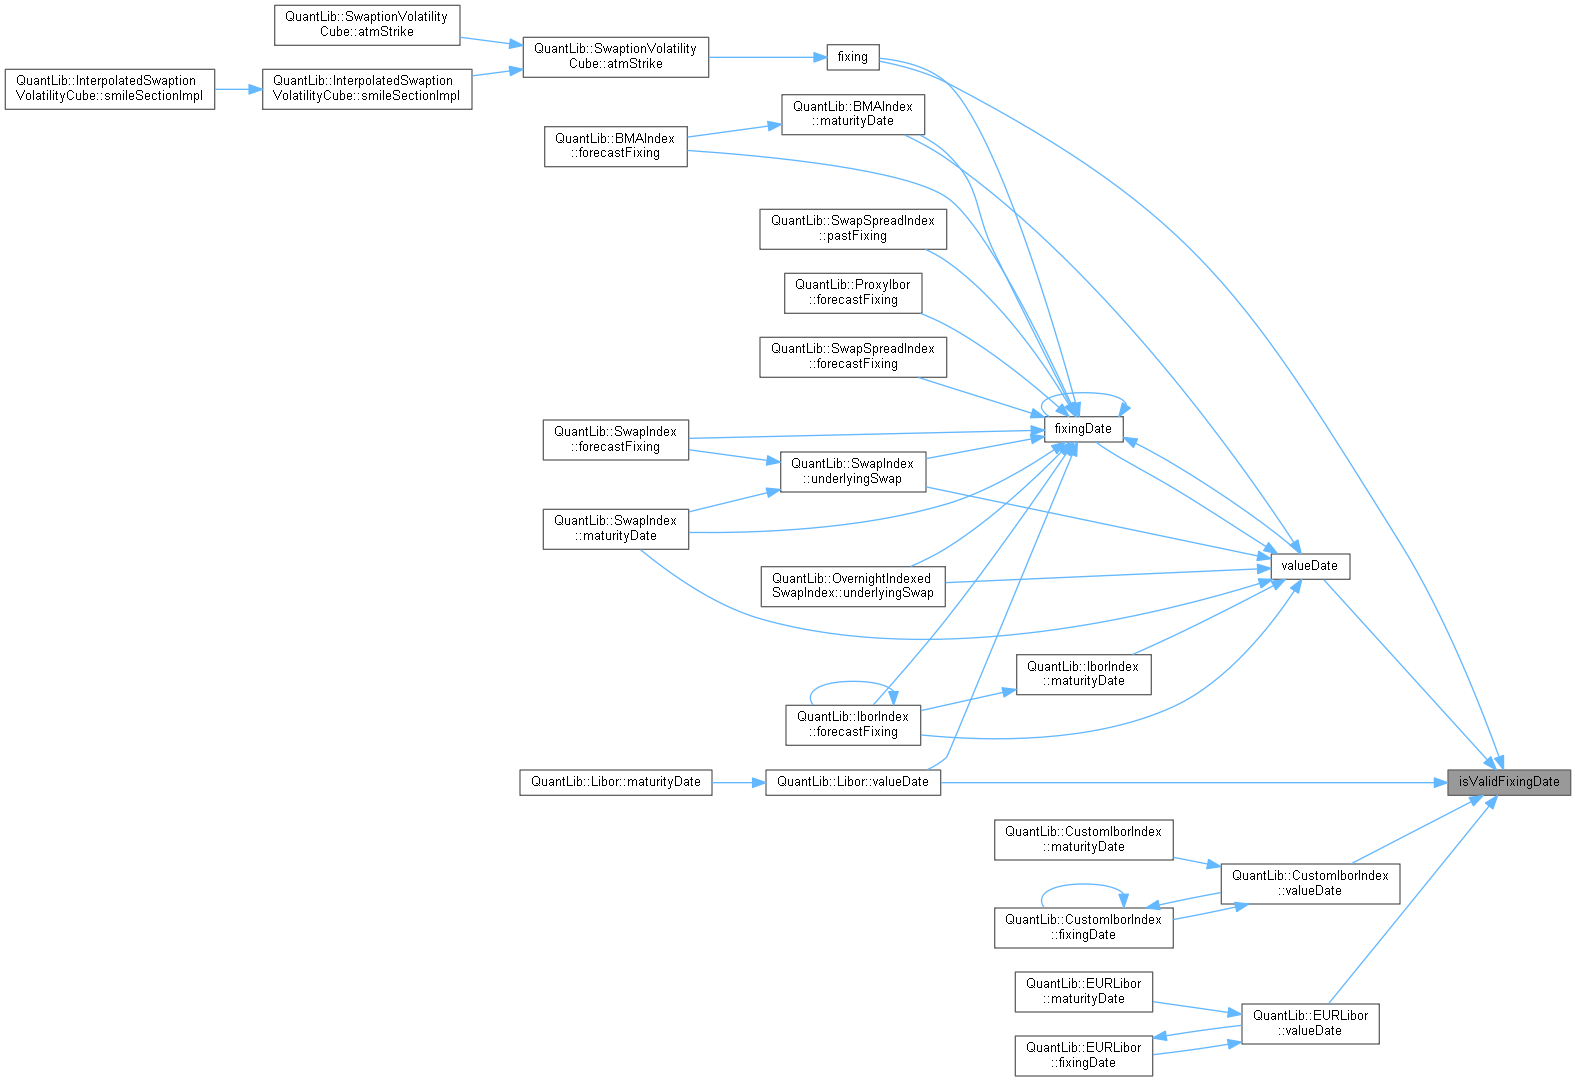 QuantLib::SwaptionVolatility
Cube::atmStrike
QuantLib::SwaptionVolatility
Cube::atmStrike
fixing
QuantLib::InterpolatedSwaption
VolatilityCube::smileSectionImpl
QuantLib::InterpolatedSwaption
VolatilityCube::smileSectionImpl
QuantLib::BMAIndex
::maturityDate
QuantLib::BMAIndex
::forecastFixing
QuantLib::SwapSpreadIndex
::pastFixing
QuantLib::ProxyIbor
::forecastFixing
QuantLib::SwapSpreadIndex
::forecastFixing
fixingDate
QuantLib::SwapIndex
::forecastFixing
QuantLib::SwapIndex
::underlyingSwap
QuantLib::SwapIndex
::maturityDate
valueDate
QuantLib::OvernightIndexed
SwapIndex::underlyingSwap
QuantLib::IborIndex
::maturityDate
QuantLib::IborIndex
::forecastFixing
QuantLib::Libor::maturityDate
QuantLib::Libor::valueDate
isValidFixingDate
QuantLib::CustomIborIndex
::maturityDate
QuantLib::CustomIborIndex
::valueDate
QuantLib::CustomIborIndex
::fixingDate
QuantLib::EURLibor
::maturityDate
QuantLib::EURLibor
::valueDate
QuantLib::EURLibor
::fixingDate